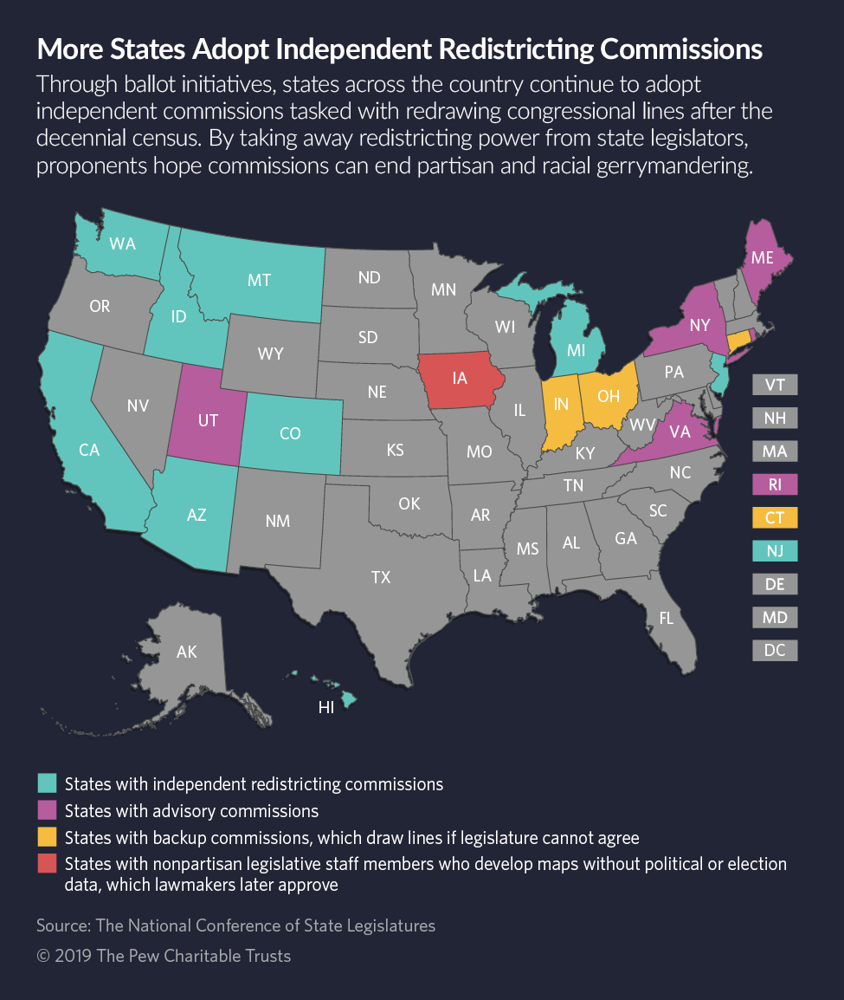 More States Adopt Independent Redistricting Commissions
Through ballot initiatives, states across the country continue to adopt
independent commissions tasked with redrawing congressional lines after the
decennial census. By taking away redistricting power from state legislators,
proponents hope commissions can end partisan and racial gerrymandering.
WA
MT
ND
MN
ME
OR
ID
SD
WI
NY
WY
MI
IA
PA
NV
NE
IL
IN
OH
VT
UT
CO
WV
NH
CA
KS
MO
KY
VA
MA
NC
TN
RI
AZ
NM
OK
AR
SC
CT
MS
AL
GA
NJ
TX
LA
DE
FL
MD
AK
DC
HI
States with independent redistricting commissions
States with advisory commissions
States with backup commissions, which draw lines if legislature cannot agree
States with nonpartisan legislative staff members who develop maps without political or election
data, which lawmakers later approve
Source: The National Conference of State Legislatures
© 2019 The Pew Charitable Trusts